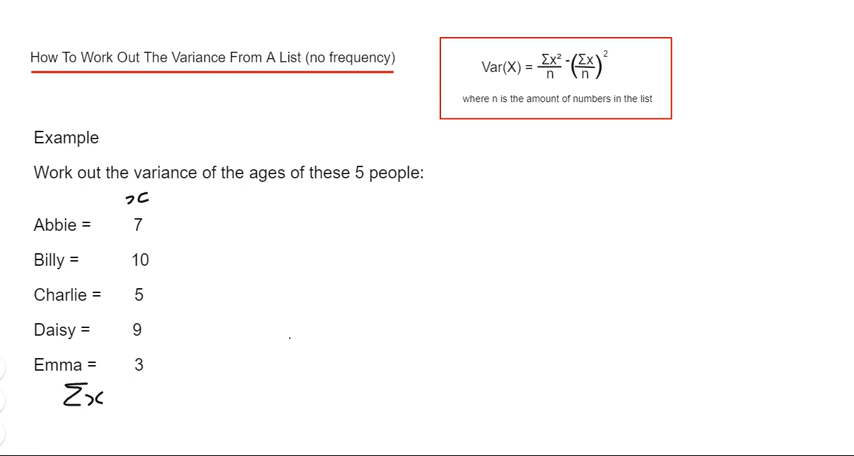 How To Work Out The Variance From A List (no frequency)
Var(X) = Σx²/n - (Σx/n)²
where n is the amount of numbers in the list
Example
Work out the variance of the ages of these 5 people:
x
Abbie = 7
Billy = 10
Charlie = 5
Daisy = 9
Emma = 3
Σx